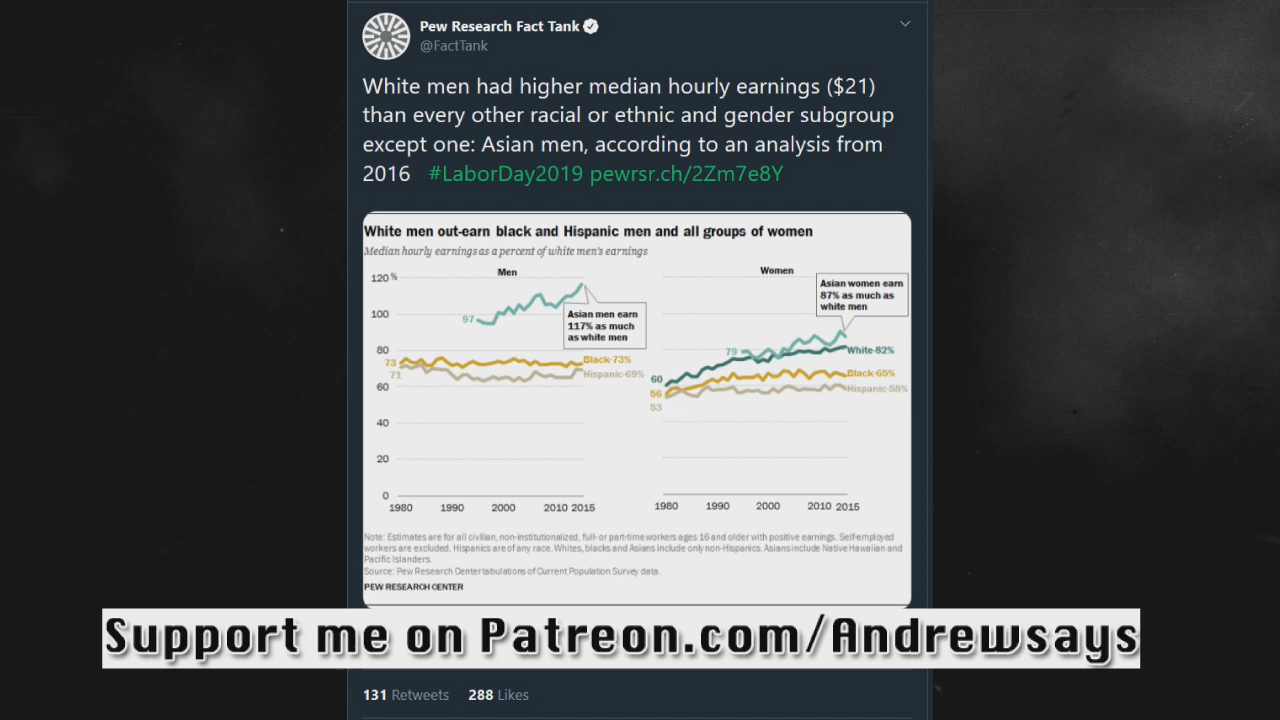 Pew Research Fact Tank
@FactTank
White men had higher median hourly earnings ($21)
than every other racial or ethnic and gender subgroup
except one: Asian men, according to an analysis from
2016 #LaborDay2019 pewrsr.ch/2Zm7e8Y
White men out-earn black and Hispanic men and all groups of women
Median hourly earnings as a percent of white men's earnings
Men
120%
100
80
60
40
20
0
97
73
71
Asian men earn
117% as much
as white men
Black-73%
Hispanic-69%
1980 1990 2000 2010 2015
Women
Asian women earn
87% as much as
white men
79
60
56
53
White-82%
Black-65%
Hispanic-58%
1980 1990 2000 2010 2015
Note: Estimates are for all civilian, non-institutionalized, full- or part-time workers ages 16 and older with positive earnings. Self-employed
workers are excluded. Hispanics are of any race. Whites, blacks and Asians include only non-Hispanics. Asians include Native Hawaiian and
Pacific Islanders.
Source: Pew Research Center tabulations of Current Population Survey data.
PEW RESEARCH CENTER
Support me on Patreon.com/Andrewsays
131 Retweets 288 Likes